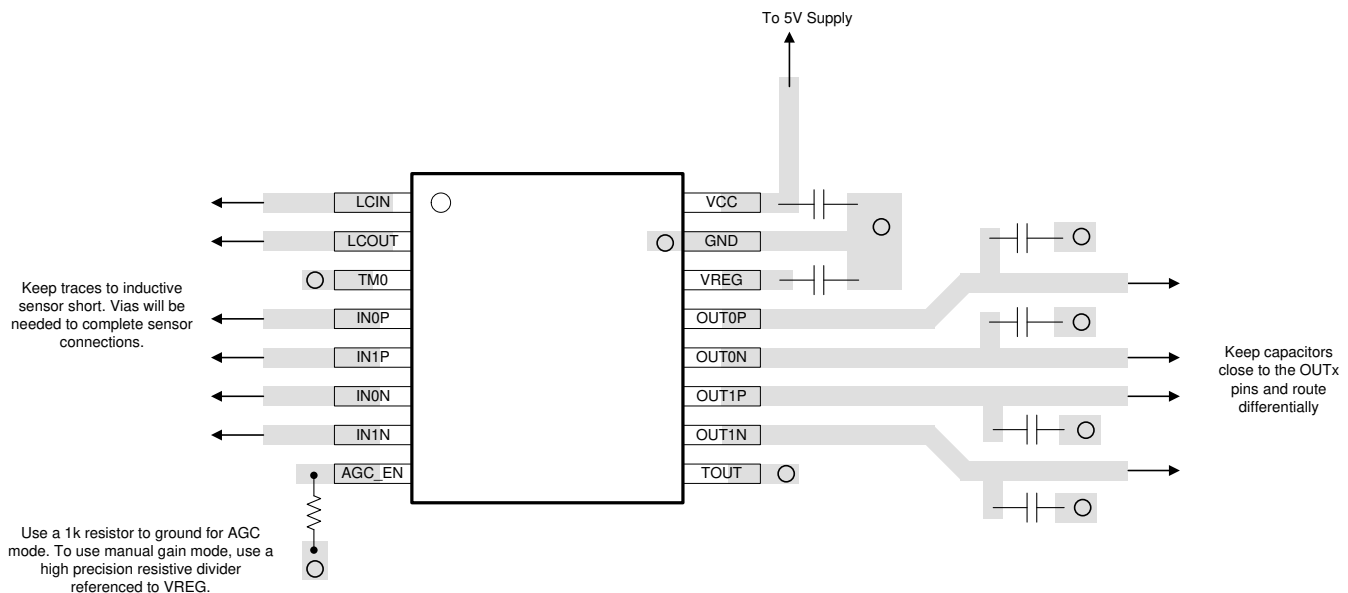 To 5V Supply
LCIN
LCOUT
TM0
IN0P
IN1P
IN0N
IN1N
AGC_EN
VCC
GND
VREG
OUT0P
OUT0N
OUT1P
OUT1N
TOUT
Keep traces to inductive
sensor short. Vias will be
needed to complete sensor
connections.
Keep capacitors
close to the OUTx
pins and route
differentially
Use a 1k resistor to ground for AGC
mode. To use manual gain mode, use a
high precision resistive divider
referenced to VREG.